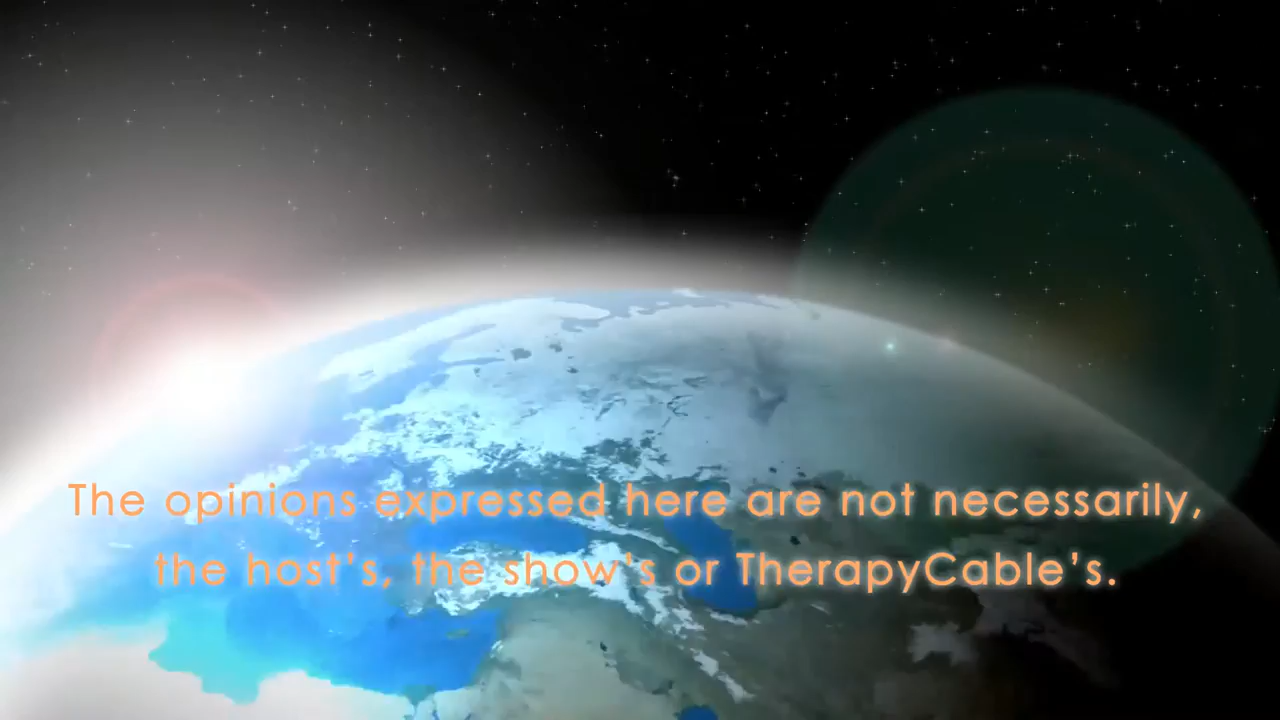 The opinions expressed here are not necessarily,
the host's, the show's or TherapyCable's.